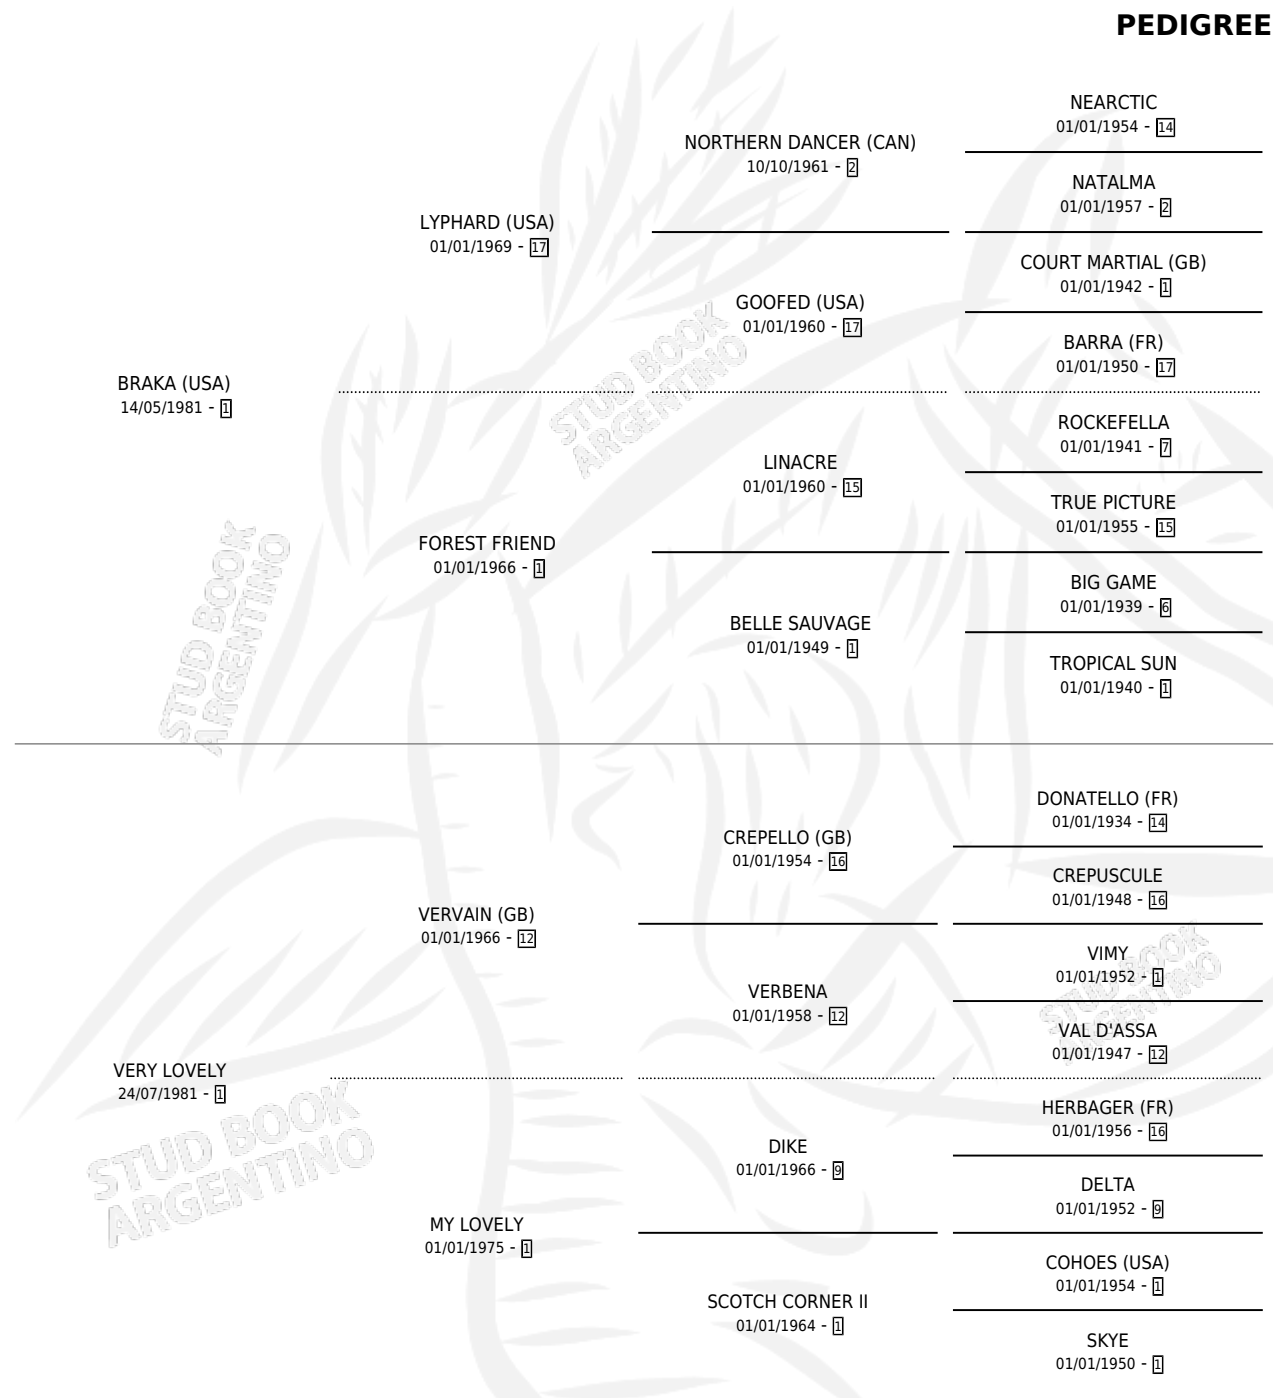 PEDIGREE
NEARCTIC
01/01/1954 - 14
NORTHERN DANCER (CAN)
10/10/1961 - 2
NATALMA
01/01/1957 - 2
LYPHARD (USA)
01/01/1969 - 17
COURT MARTIAL (GB)
01/01/1942 - 1
GOOFED (USA)
01/01/1960 - 17
BARRA (FR)
01/01/1950 - 17
BRAKA (USA)
14/05/1981 - 1
STUD BOOK
ARGENTINO
ROCKEFELLA
01/01/1941 - 7
LINACRE
01/01/1960 - 15
TRUE PICTURE
01/01/1955 - 15
FOREST FRIEND
01/01/1966 - 1
BIG GAME
01/01/1939 - 6
BELLE SAUVAGE
01/01/1949 - 1
TROPICAL SUN
01/01/1940 - 1
STUD BOOK
ARGENTINO
DONATELLO (FR)
01/01/1934 - 14
CREPELLO (GB)
01/01/1954 - 16
CREPUSCULE
01/01/1948 - 16
VERVAIN (GB)
01/01/1966 - 12
VIMY
01/01/1952 - 1
VERBENA
01/01/1958 - 12
VAL D'ASSA
01/01/1947 - 12
STUD BOOK
ARGENTINO
VERY LOVELY
24/07/1981 - 1
HERBAGER (FR)
01/01/1956 - 16
DIKE
01/01/1966 - 9
DELTA
01/01/1952 - 9
STUD BOOK
ARGENTINO
MY LOVELY
01/01/1975 - 1
COHOES (USA)
01/01/1954 - 1
SCOTCH CORNER II
01/01/1964 - 1
SKYE
01/01/1950 - 1